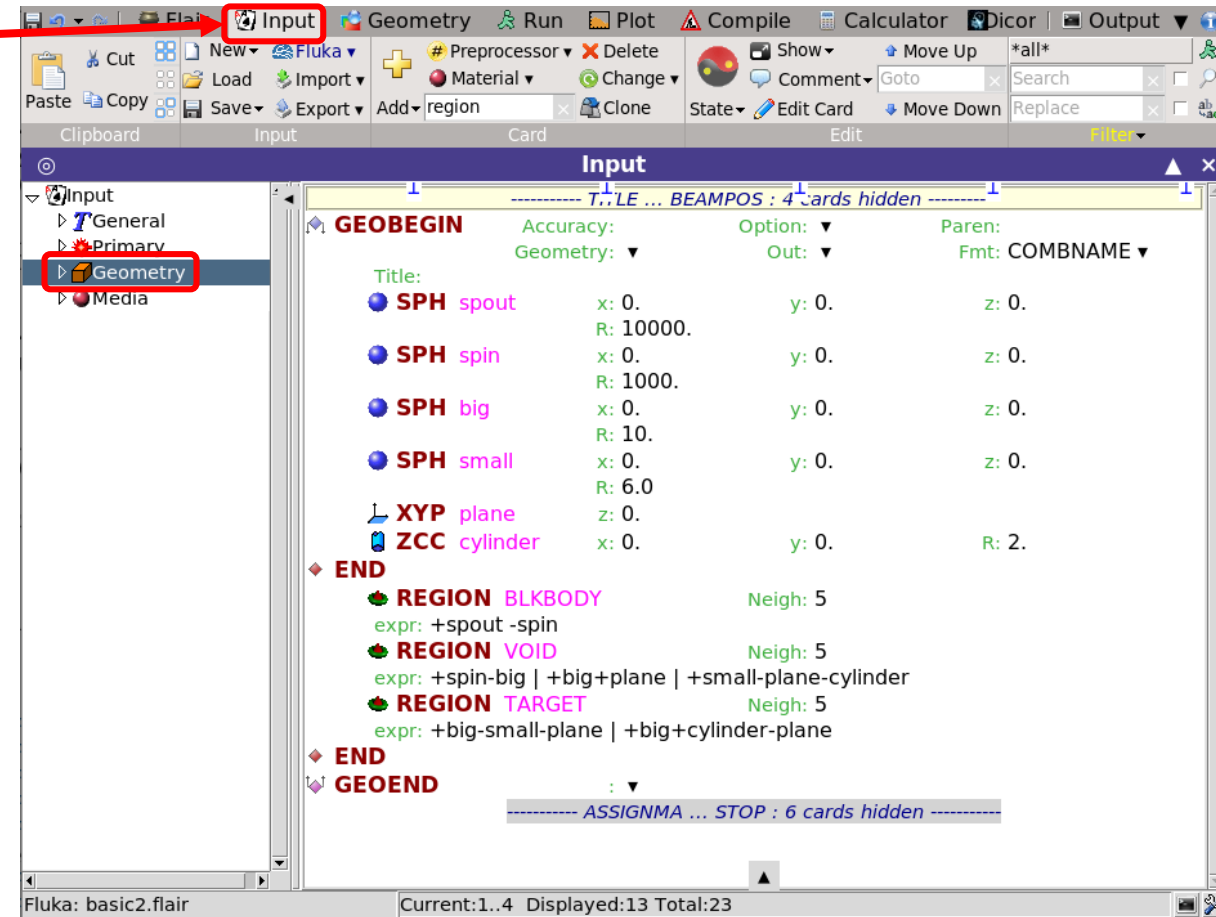 Flair Input Geometry Run Plot Compile Calculator Dicor Output ▼
Cut New Fluka ▼ Preprocessor ▼ Delete Show Move Up *all*
Load Import ▼ Material ▼ Change ▼ Comment Goto Search
Paste Copy Save Export ▼ Add region Clone State Edit Card Move Down Replace
Clipboard Input Card Edit Filter
Input
Input
General
Primary
Geometry
Media
----------- TITLE ... BEAMPOS : 4 cards hidden -----------
GEOBEGIN Accuracy: Option: ▼ Paren:
Geometry: ▼ Out: ▼ Fmt: COMBNAME ▼
Title:
SPH spout x: 0. y: 0. z: 0.
R: 10000.
SPH spin x: 0. y: 0. z: 0.
R: 1000.
SPH big x: 0. y: 0. z: 0.
R: 10.
SPH small x: 0. y: 0. z: 0.
R: 6.0
XYP plane z: 0.
ZCC cylinder x: 0. y: 0. R: 2.
END
REGION BLKBODY Neigh: 5
expr: +spout -spin
REGION VOID Neigh: 5
expr: +spin-big | +big+plane | +small-plane-cylinder
REGION TARGET Neigh: 5
expr: +big-small-plane | +big+cylinder-plane
END
GEOEND : ▼
----------- ASSIGNMA ... STOP : 6 cards hidden -----------
Fluka: basic2.flair Current:1..4 Displayed:13 Total:23